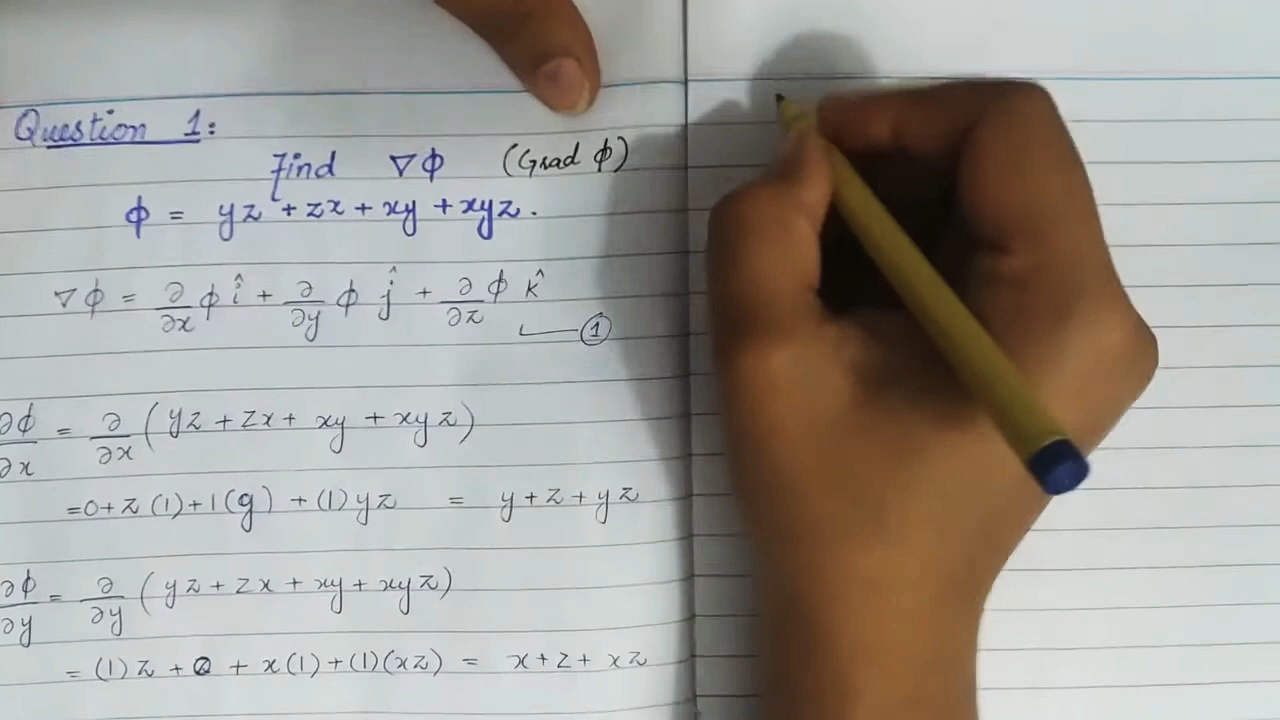 Question 1:
Find ∇ϕ (Grad ϕ)
ϕ = yz + zx + xy + xyz.
∇ϕ = ∂/∂x ϕ î + ∂/∂y ϕ ĵ + ∂/∂z ϕ k̂
①
∂ϕ/∂x = ∂/∂x (yz + zx + xy + xyz)
= 0 + z (1) + 1(y) + (1) yz = y + z + yz
∂ϕ/∂y = ∂/∂y (yz + zx + xy + xyz)
= (1) z + 0 + x (1) + (1)(xz) = x + z + xz